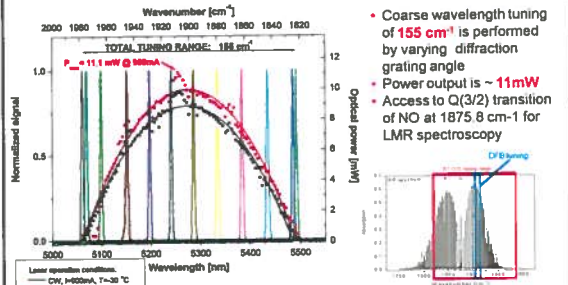 Wavenumber [cm⁻¹]
2000 1980 1960 1940 1920 1900 1880 1860 1840 1820
TOTAL TUNING RANGE: 155 cm⁻¹
= 11.1 mW @
1.0
0.5
0.0
Normalized signal
12
10
8
6
4
2
0
Optical power [mW]
5000 5100 5200 5300 5400 5500
Wavelength [nm]
Laser operation conditions.
CW, I=900mA, T=-30 °C
• Coarse wavelength tuning
of 155 cm⁻¹ is performed
by varying diffraction
grating angle
• Power output is ~ 11mW
• Access to Q(3/2) transition
of NO at 1875.8 cm-1 for
LMR spectroscopy
DFB tuning